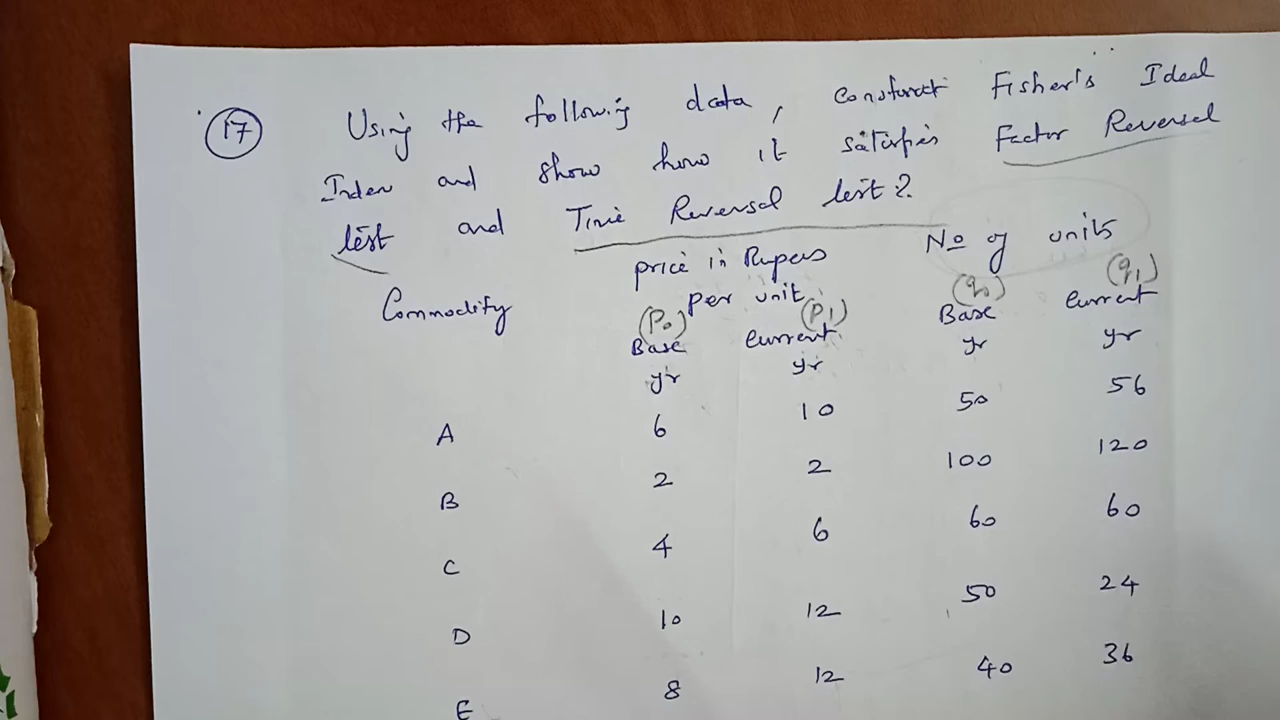 17 Using the following data, construct Fisher's Ideal
Index and show how it satisfies Factor Reversal
test and Time Reversal test?
Commodity price in Rupees No of units
per unit
(P₀) (P₁) (q₀) (q₁)
Base Current Base Current
yr yr yr yr
A 6 10 50 56
B 2 2 100 120
C 4 6 60 60
D 10 12 50 24
E 8 12 40 36